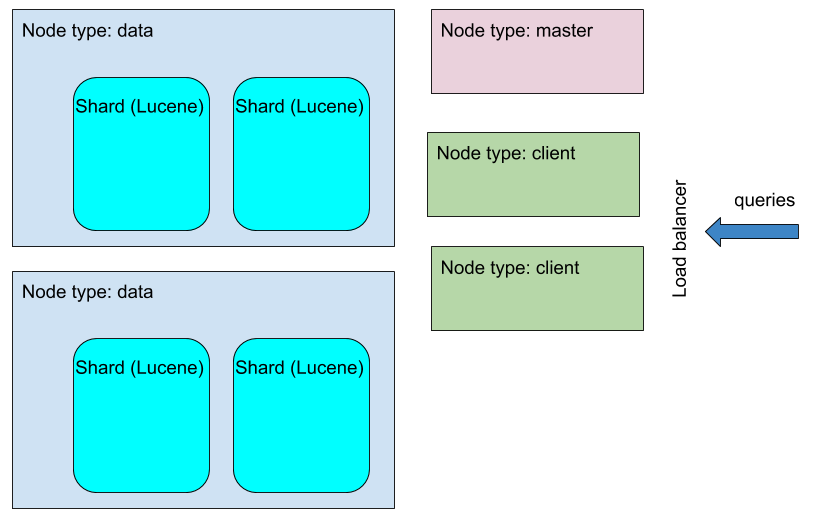 Node type: data
Shard (Lucene)
Shard (Lucene)
Node type: data
Shard (Lucene)
Shard (Lucene)
Node type: master
Node type: client
Node type: client
Load balancer
queries